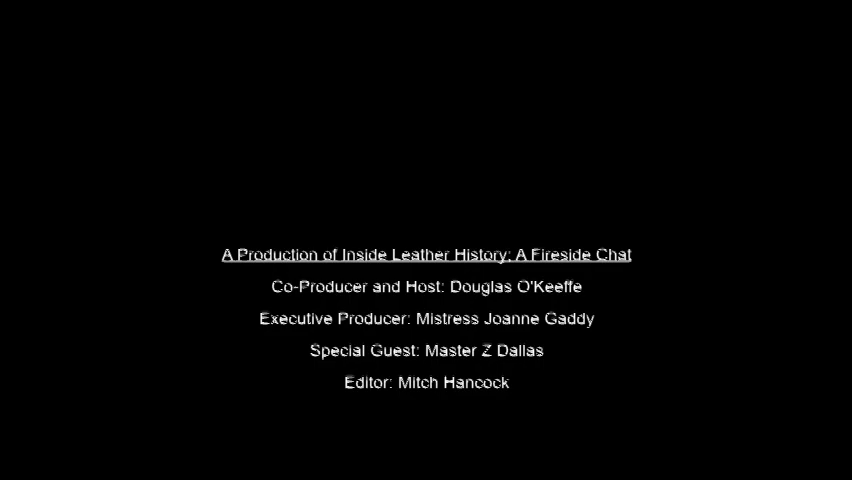 A Production of Inside Leather History: A Fireside Chat
Co-Producer and Host: Douglas O'Keeffe
Executive Producer: Mistress Joanne Gaddy
Special Guest: Master Z Dallas
Editor: Mitch Hancock